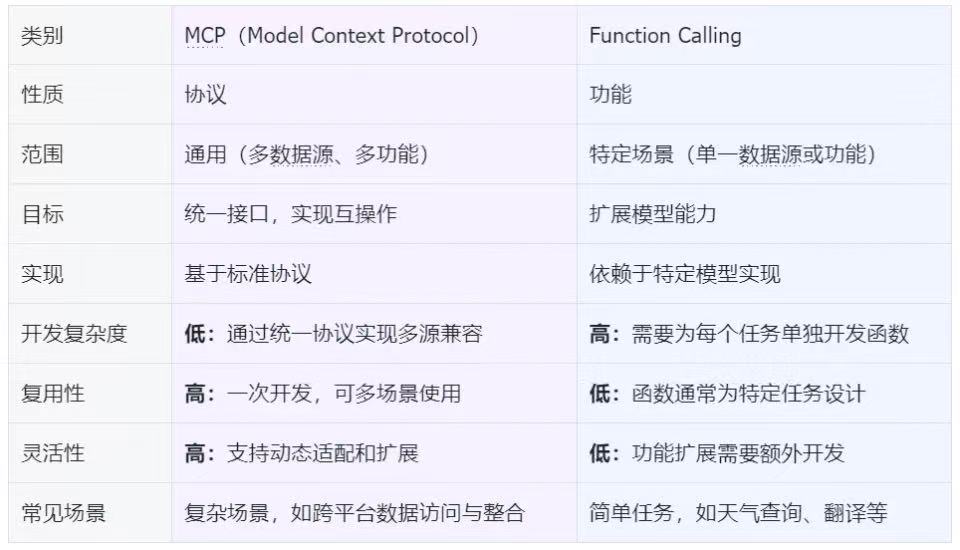 类别 MCP（Model Context Protocol） Function Calling
性质 协议 功能
范围 通用（多数据源、多功能） 特定场景（单一数据源或功能）
目标 统一接口，实现互操作 扩展模型能力
实现 基于标准协议 依赖于特定模型实现
开发复杂度 低：通过统一协议实现多源兼容 高：需要为每个任务单独开发函数
复用性 高：一次开发，可多场景使用 低：函数通常为特定任务设计
灵活性 高：支持动态适配和扩展 低：功能扩展需要额外开发
常见场景 复杂场景，如跨平台数据访问与整合 简单任务，如天气查询、翻译等